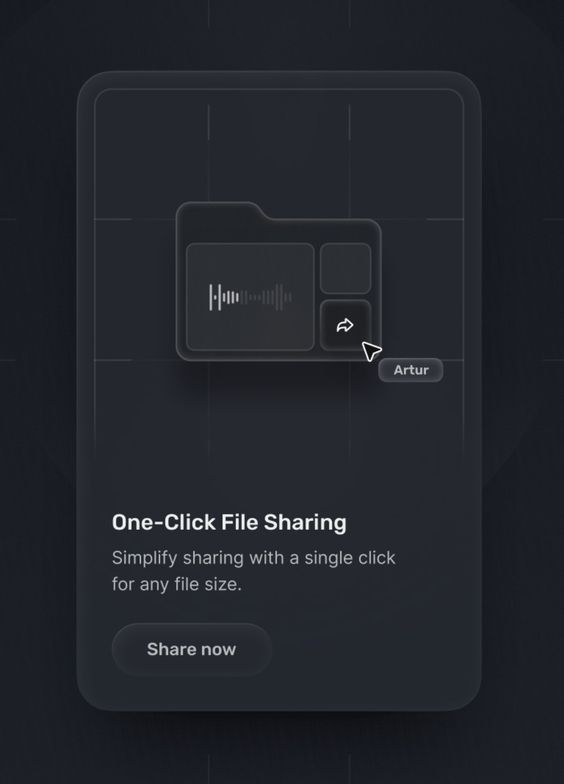 Artur
One-Click File Sharing
Simplify sharing with a single click
for any file size.
Share now